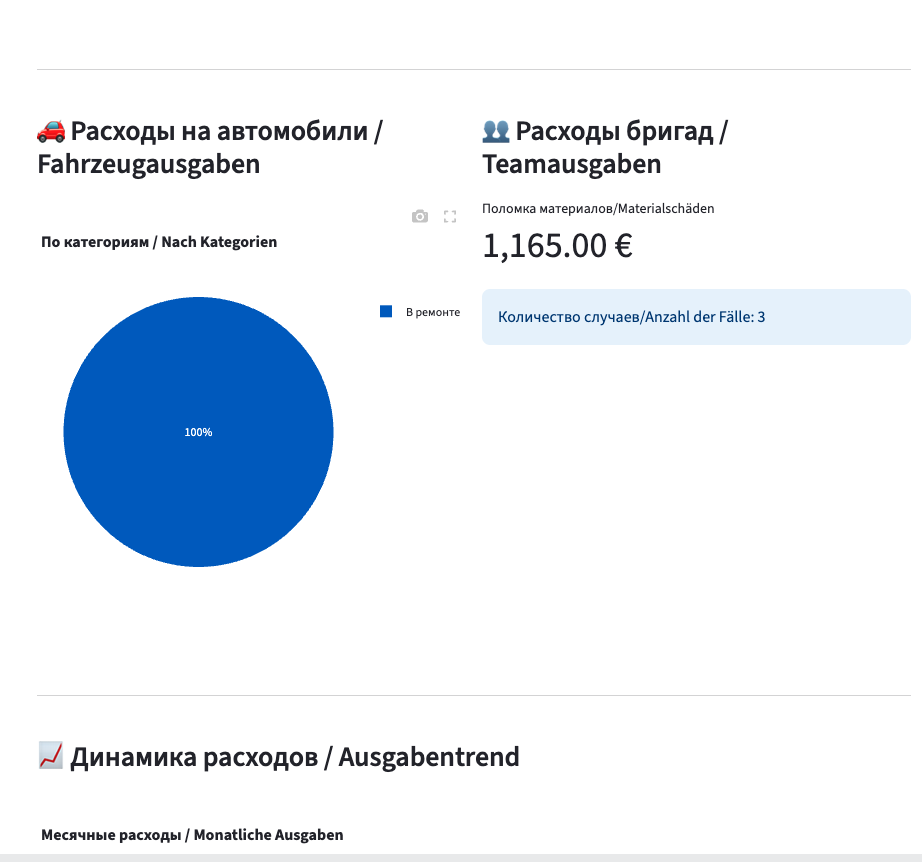 Расходы на автомобили /
Fahrzeugausgaben
По категориям / Nach Kategorien
В ремонте
100%
Расходы бригад /
Teamausgaben
Поломка материалов/Materialschäden
1,165.00 €
Количество случаев/Anzahl der Fälle: 3
Динамика расходов / Ausgabentrend
Месячные расходы / Monatliche Ausgaben